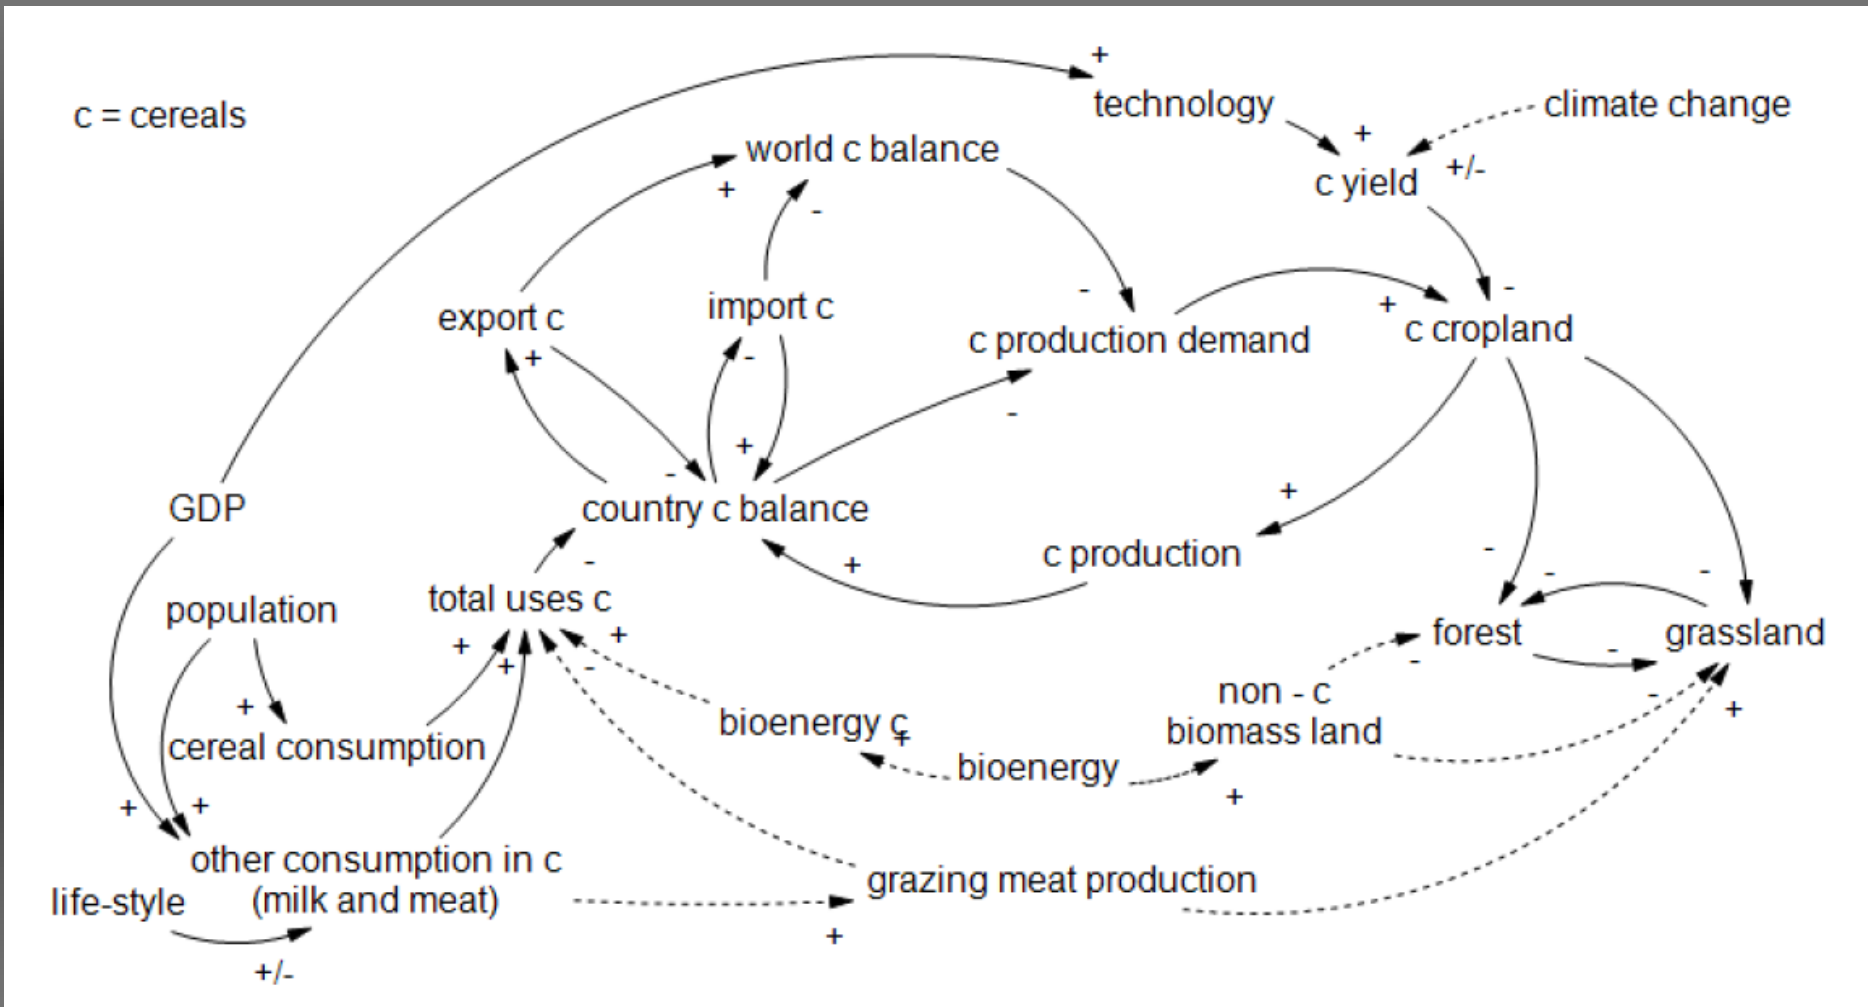 +
technology
climate change
c = cereals
+
world c balance
+/-
c yield
+
-
-
-
export c
import c
+
c cropland
c production demand
+
-
-
+
-
+
GDP
country c balance
c production
+
-
-
-
-
population
total uses c
forest
grassland
+
+
+
-
-
-
non - c
biomass land
-
+
+
bioenergy c
+
cereal consumption
bioenergy
+
+
+
other consumption in c
(milk and meat)
life-style
grazing meat production
+
+/-